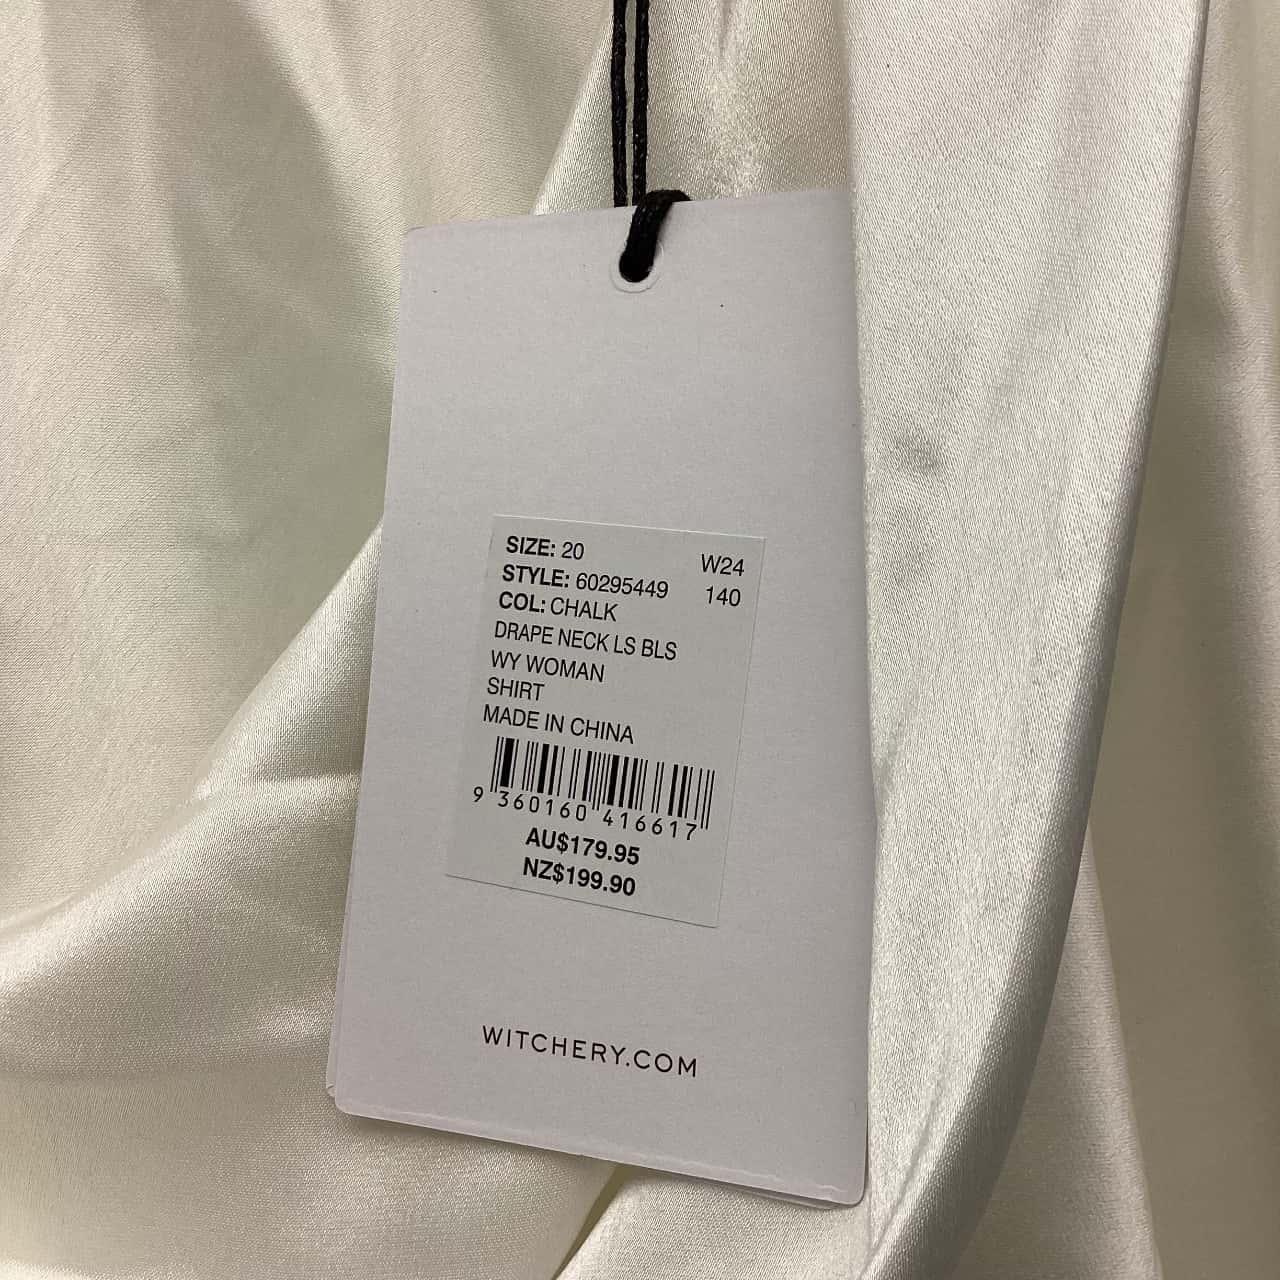 SIZE: 20 W24
STYLE: 60295449 140
COL: CHALK
DRAPE NECK LS BLS
WY WOMAN
SHIRT
MADE IN CHINA
9 360160 416617
AU$179.95
NZ$199.90
WITCHERY.COM